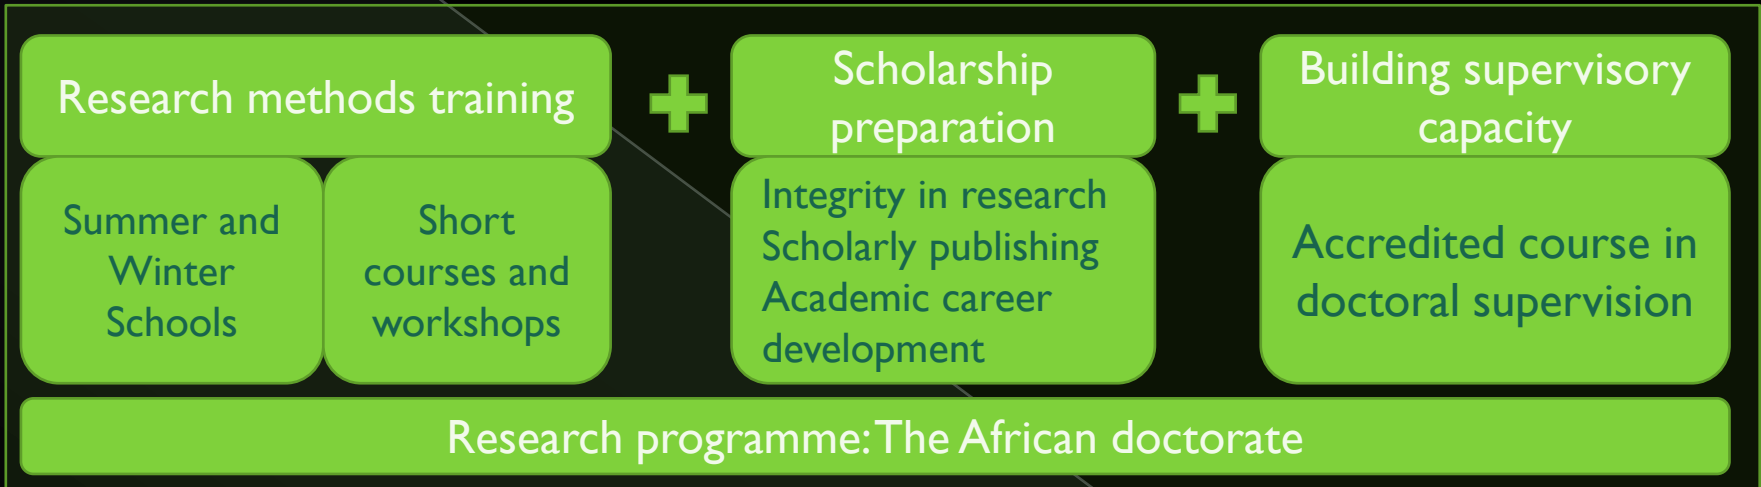 Research methods training
Scholarship
preparation
Building supervisory
capacity
Summer and
Winter
Schools
Short
courses and
workshops
Integrity in research
Scholarly publishing
Academic career
development
Accredited course in
doctoral supervision
Research programme: The African doctorate